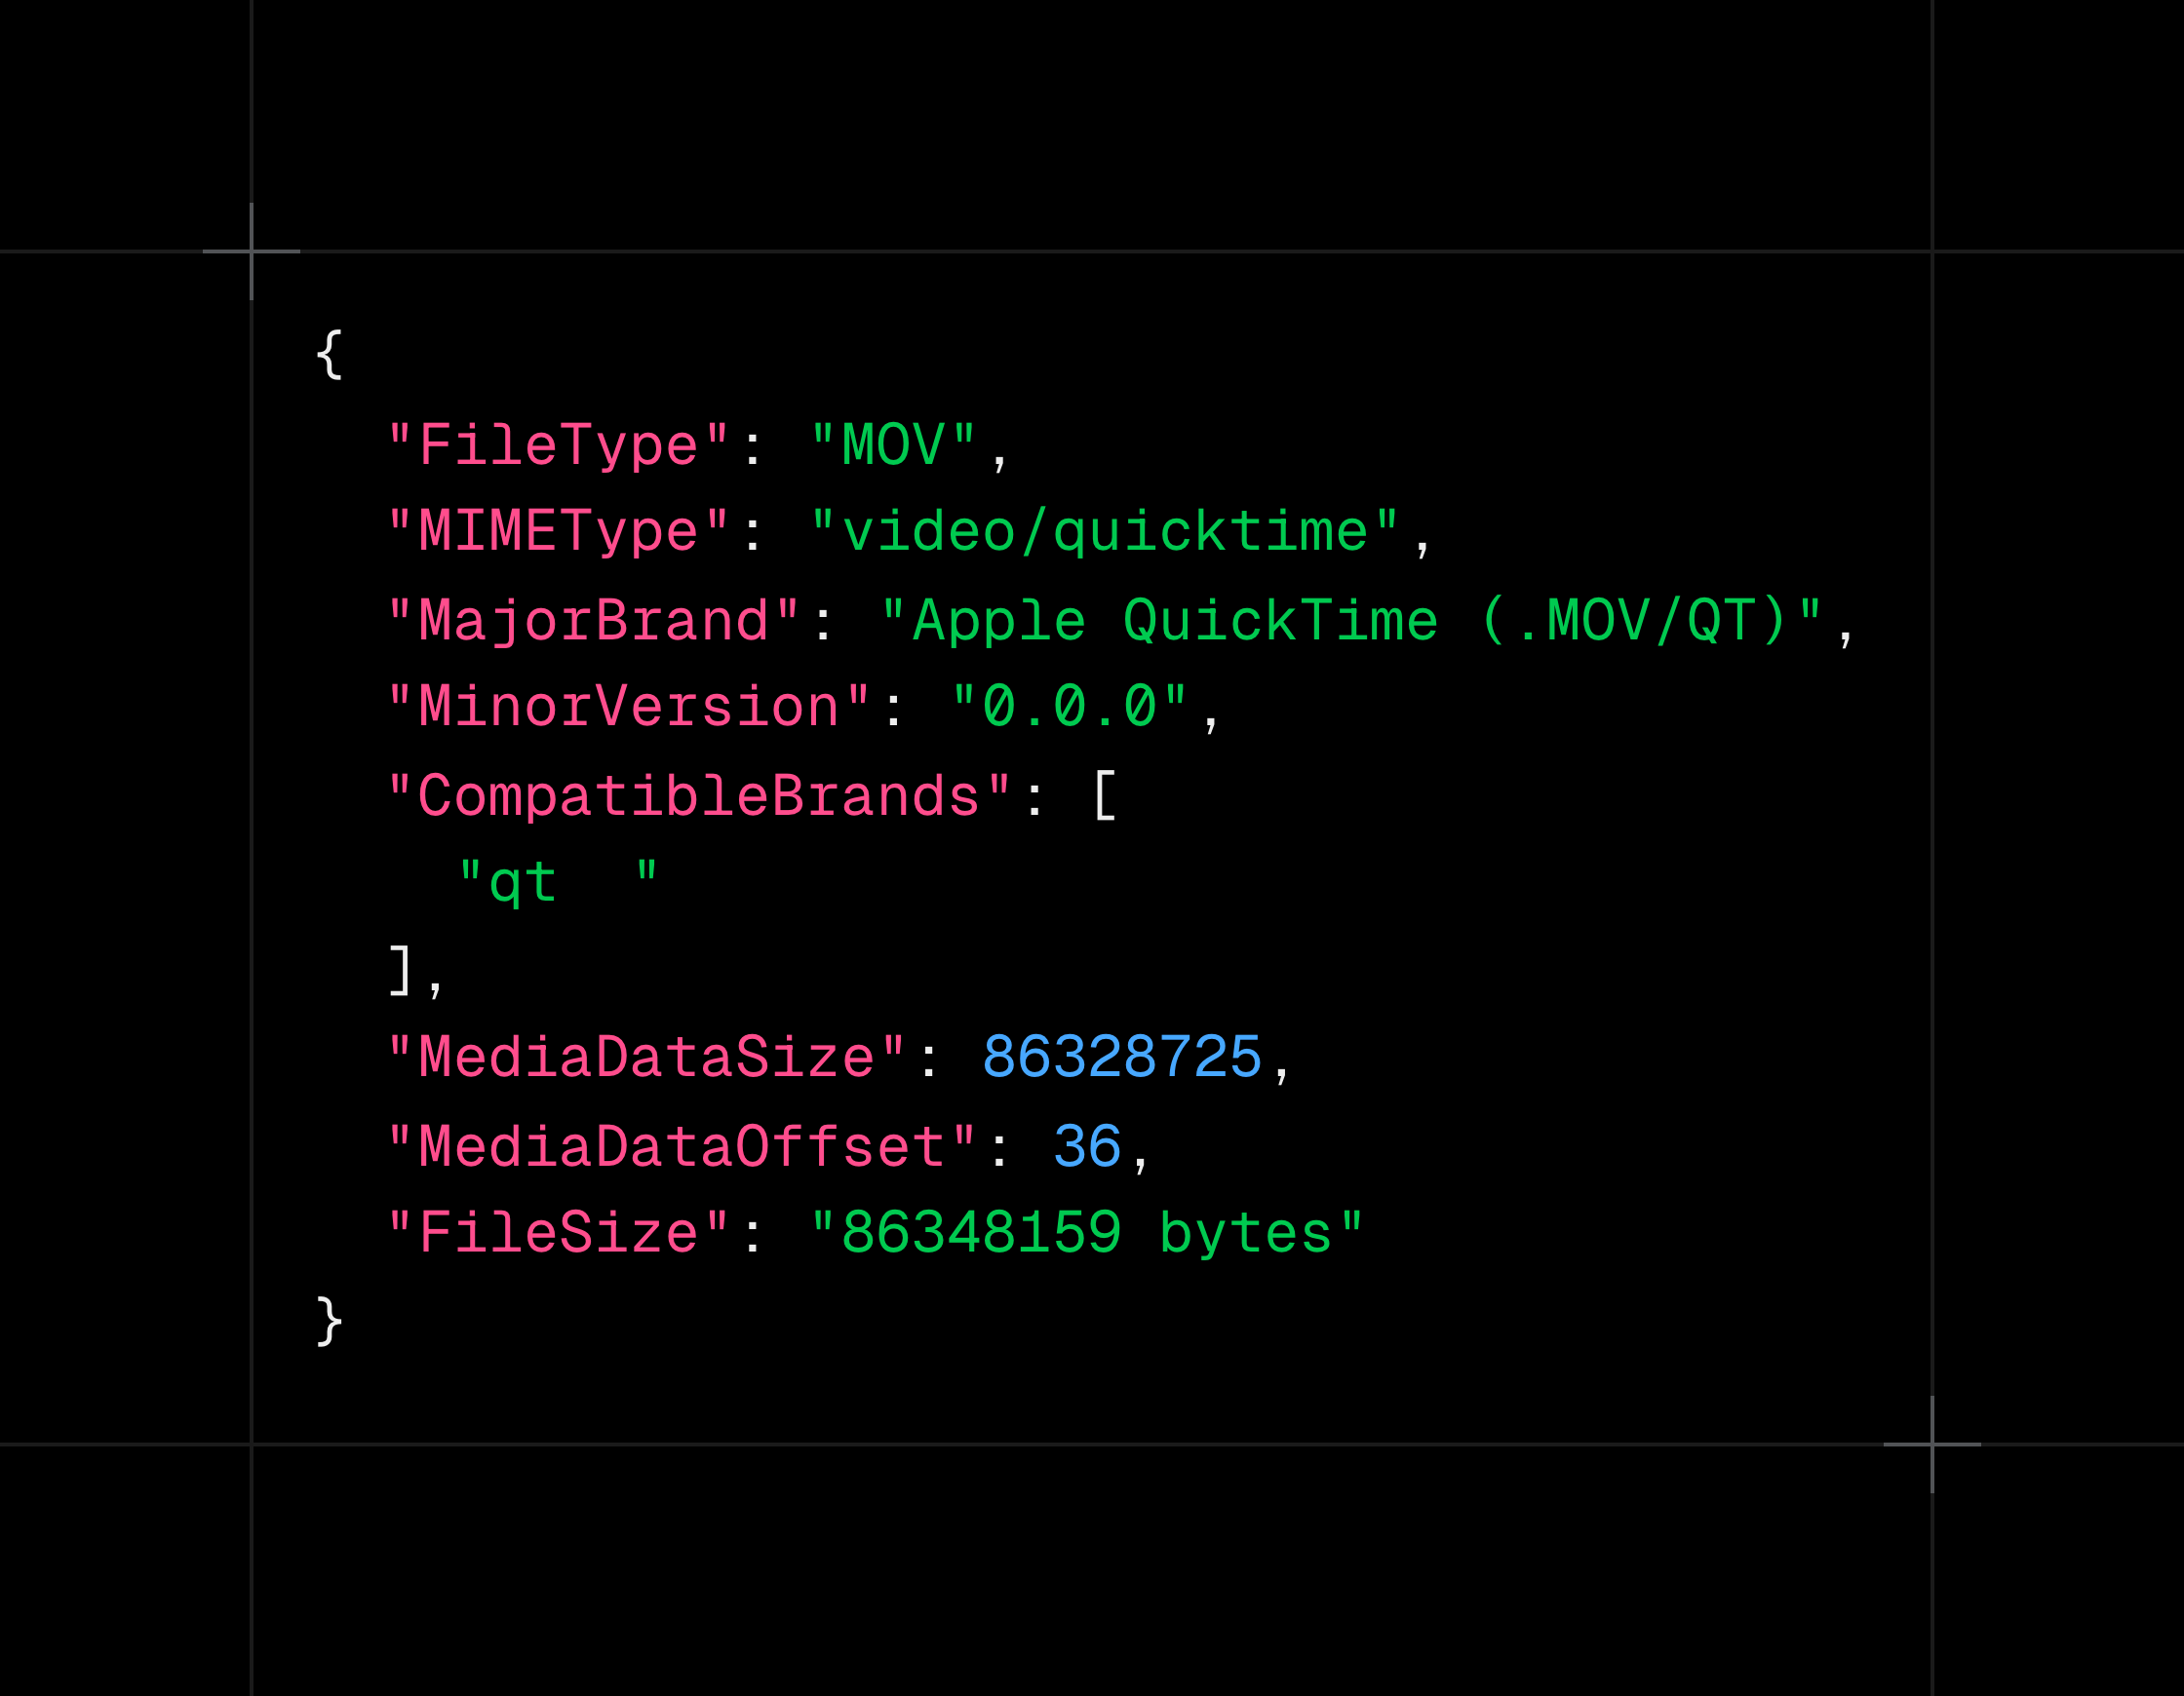 {
  "FileType": "MOV",
  "MIMEType": "video/quicktime",
  "MajorBrand": "Apple QuickTime (.MOV/QT)",
  "MinorVersion": "0.0.0",
  "CompatibleBrands": [
    "qt  "
  ],
  "MediaDataSize": 86328725,
  "MediaDataOffset": 36,
  "FileSize": "86348159 bytes"
}